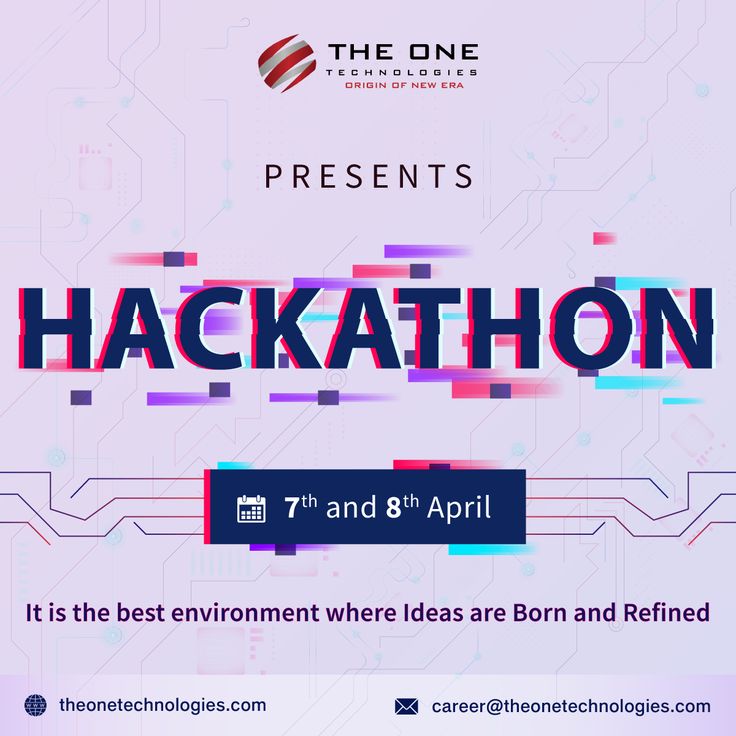 THE ONE
TECHNOLOGIES
ORIGIN OF NEW ERA
PRESENTS
HACKATHON
7th and 8th April
It is the best environment where Ideas are Born and Refined
www
theonetechnologies.com
career@theonetechnologies.com